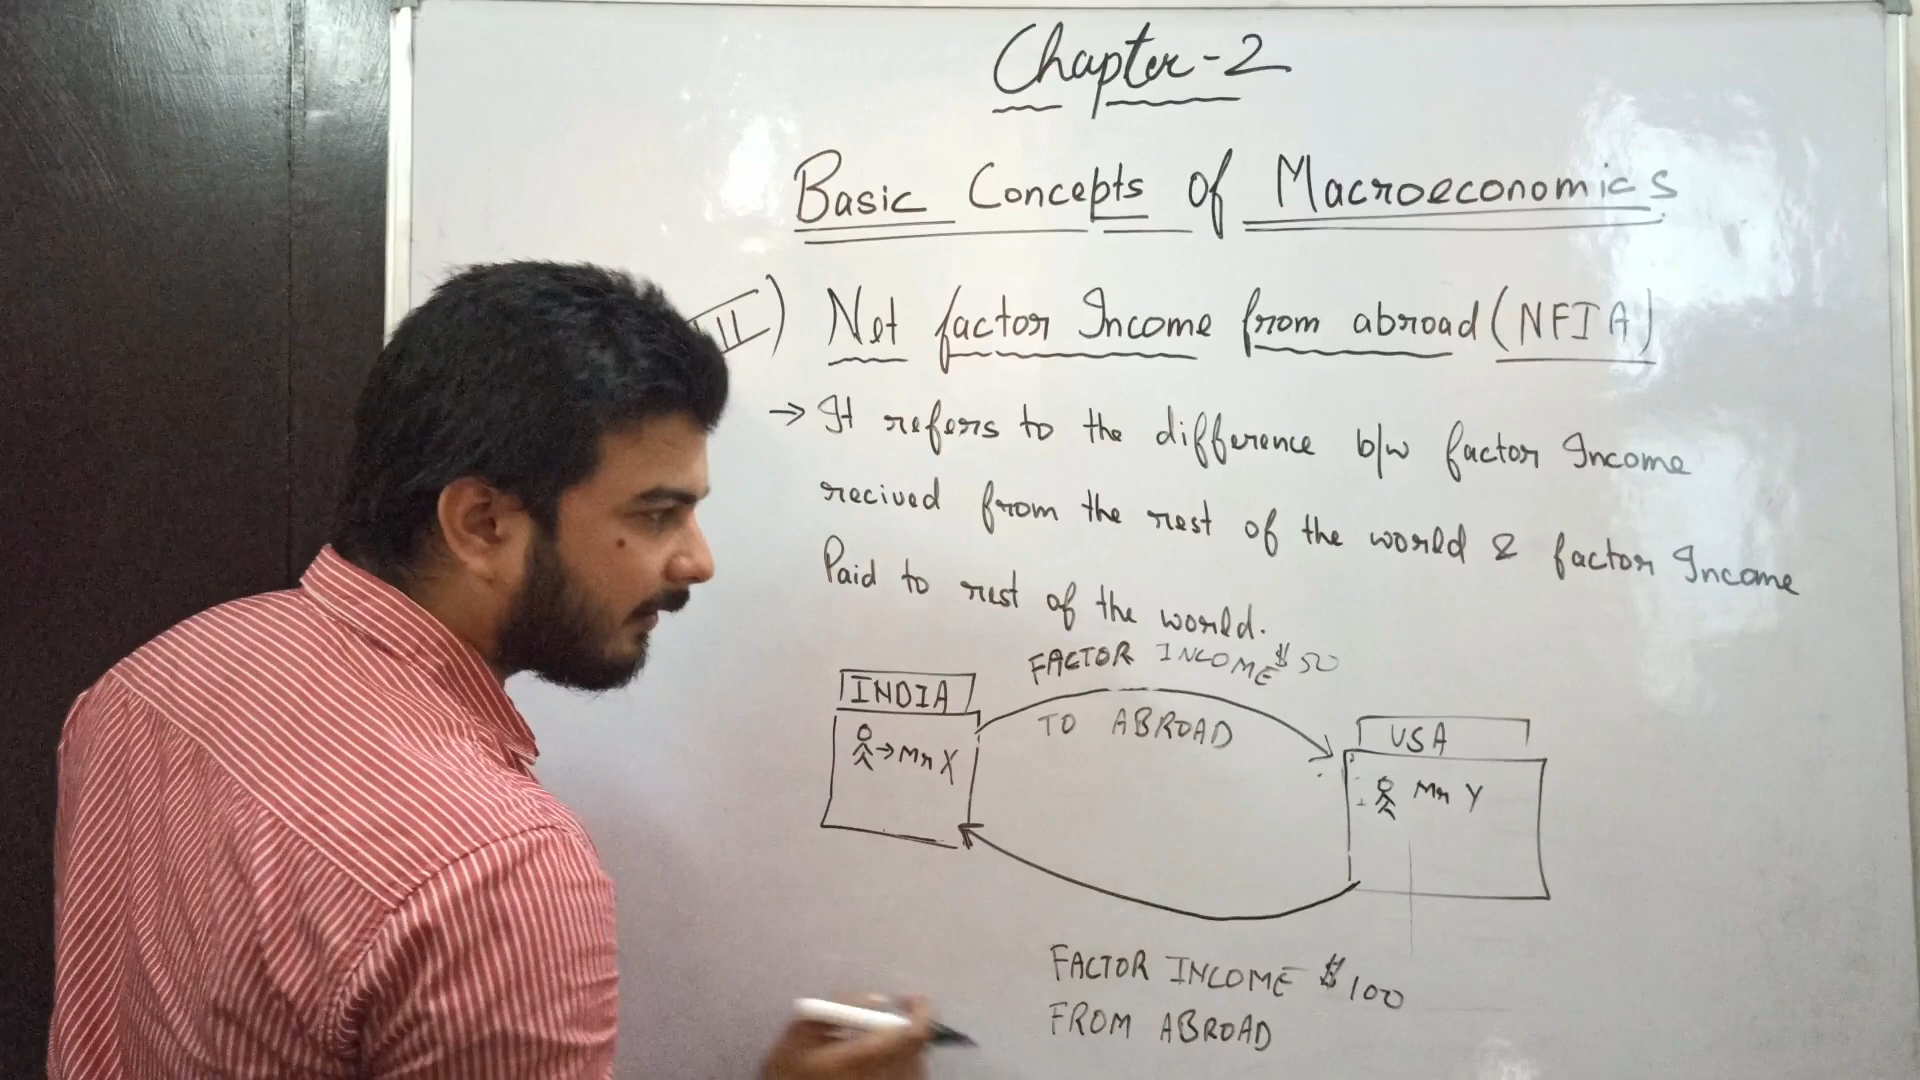 Chapter-2
Basic Concepts of Macroeconomics
II) Net factor Income from abroad (NFIA)
→ It refers to the difference b/w factor Income
recived from the rest of the world & factor Income
Paid to rest of the world.
FACTOR INCOME $ 50
TO ABROAD
INDIA
→ Mr X
USA
Mr Y
FACTOR INCOME $ 100
FROM ABROAD